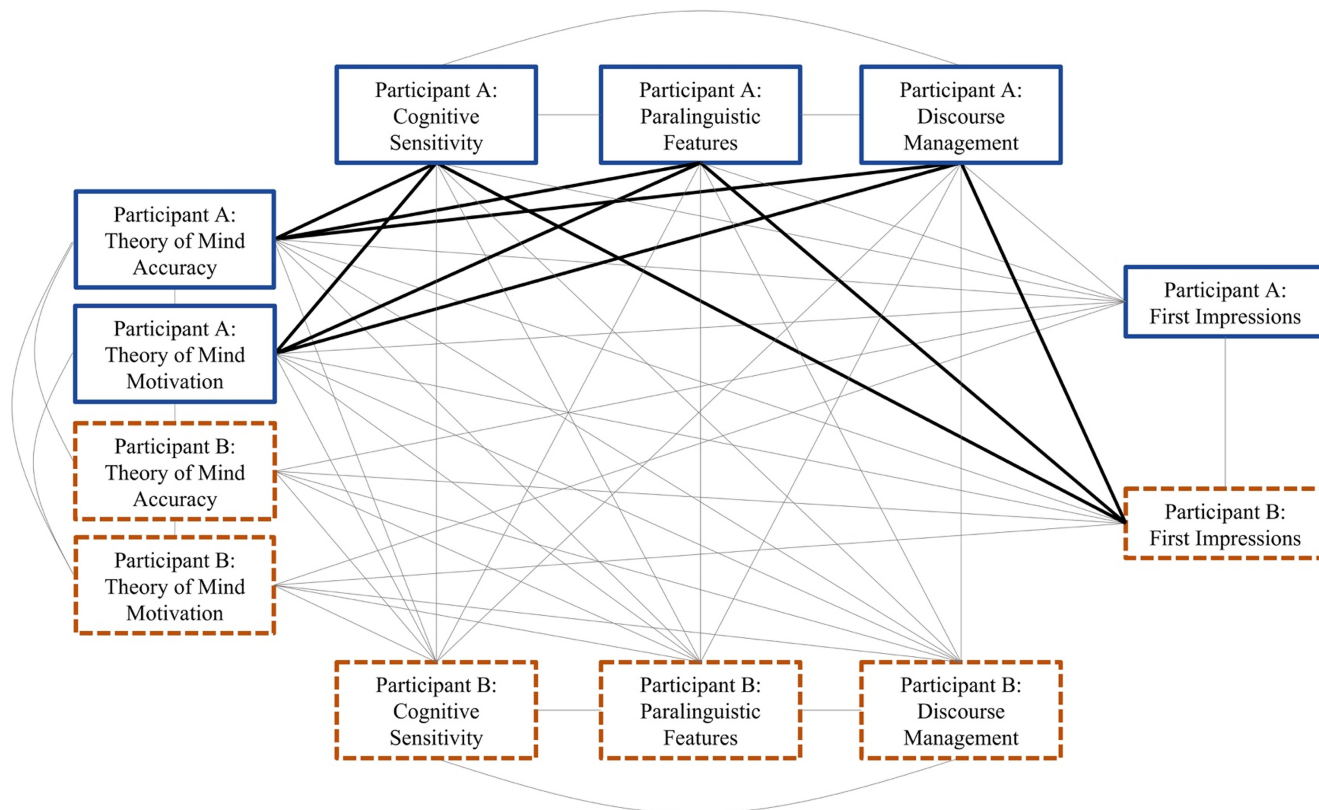 Participant A:
Cognitive
Sensitivity
Participant A:
Paralinguistic
Features
Participant A:
Discourse
Management
Participant A:
Theory of Mind
Accuracy
Participant A:
Theory of Mind
Motivation
Participant B:
Theory of Mind
Accuracy
Participant B:
Theory of Mind
Motivation
Participant A:
First Impressions
Participant B:
First Impressions
Participant B:
Cognitive
Sensitivity
Participant B:
Paralinguistic
Features
Participant B:
Discourse
Management